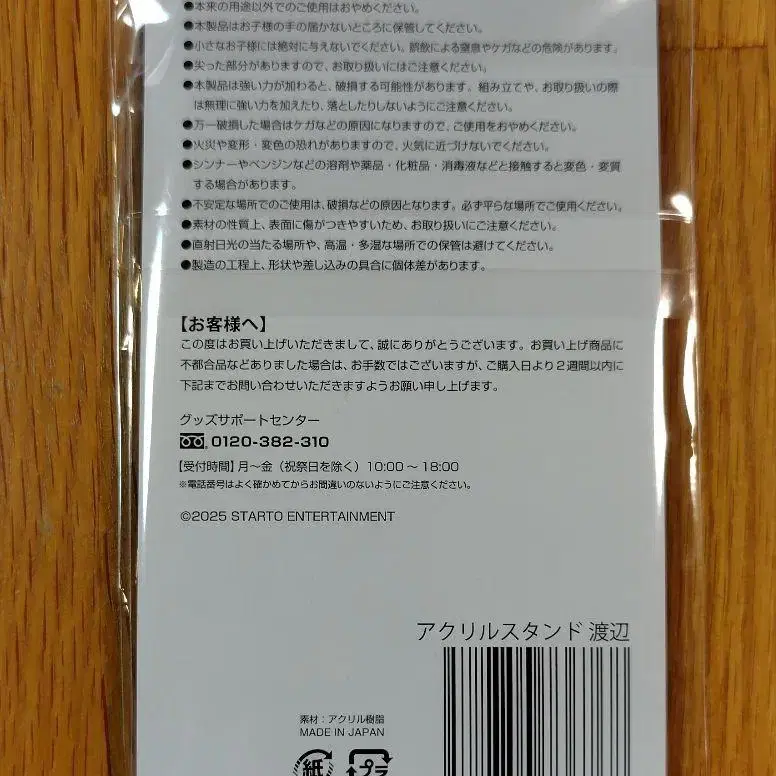 ●本来の用途以外でのご使用はおやめください。
●本製品はお子様の手の届かないところに保管してください。
●小さなお子様には絶対に与えないでください。誤飲による窒息やケガなどの危険があります。
●尖った部分がありますので、お取り扱いにはご注意ください。
●本製品は強い力が加わると、破損する可能性があります。組み立てや、お取り扱いの際
は無理に強い力を加えたり、落としたりしないようにご注意ください。
●万一破損した場合はケガなどの原因になりますので、ご使用をおやめください。
●火災や変形・変色の恐れがありますので、火気に近づけないでください。
●シンナーやベンジンなどの溶剤や薬品・化粧品・消毒液などと接触すると変色・変質
する場合があります。
●不安定な場所でのご使用は、破損などの原因となります。必ず平らな場所でご使用ください。
●素材の性質上、表面に傷がつきやすいため、お取り扱いにご注意ください。
●直射日光の当たる場所や、高温・多湿な場所での保管は避けてください。
●製造の工程上、形状や差し込みの具合に個体差があります。
【お客様へ】
この度はお買い上げいただきまして、誠にありがとうございます。お買い上げ商品に
不都合品などありました場合は、お手数ではございますが、ご購入日より2週間以内に
下記までお問い合わせいただきますようお願い申し上げます。
グッズサポートセンター
0120-382-310
【受付時間】月～金（祝祭日を除く）10:00～18:00
※電話番号はよく確かめてからお間違いのないようにご注意ください。
©2025 STARTO ENTERTAINMENT
アクリルスタンド 渡辺
素材：アクリル樹脂
MADE IN JAPAN
紙 プラ